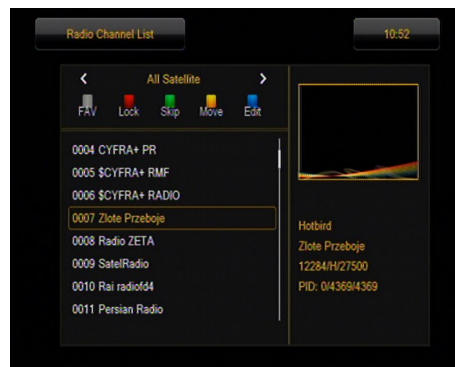 Radio Channel List
10:52
All Satellite
FAV Lock Skip Move Edit
0004 CYFRA+ PR
0005 $CYFRA+ RMF
0006 $CYFRA+ RADIO
0007 Zlote Przeboje
0008 Radio ZETA
0009 SatelRadio
0010 Rai radiofd4
0011 Persian Radio
Hotbird
Zlote Przeboje
12284/H/27500
PID: 0/4369/4369